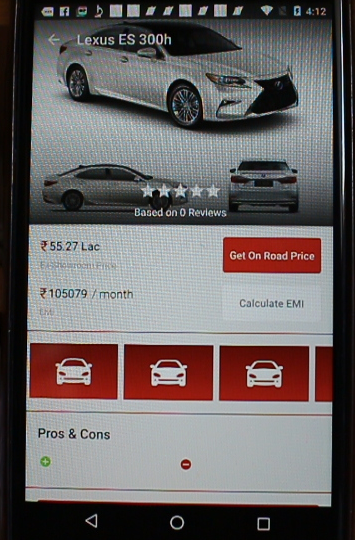 4:12
Lexus ES 300h
Based on 0 Reviews
₹ 55.27 Lac
Get On Road Price
Ex-Showroom Price
₹ 105079 / month
Calculate EMI
EMI
Pros & Cons